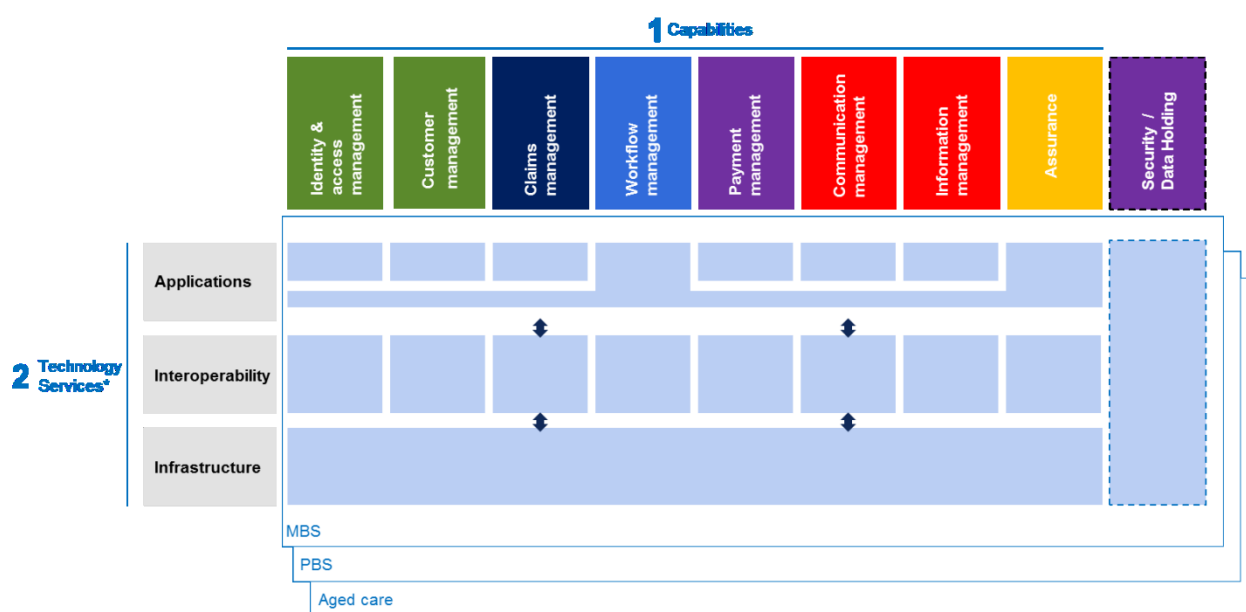 1 Capabilities
Identity &
access
management
Customer
management
Claims
management
Workflow
management
Payment
management
Communication
management
Information
management
Assurance
Security /
Data Holding
2 Technology
Services*
Applications
Interoperability
Infrastructure
MBS
PBS
Aged care